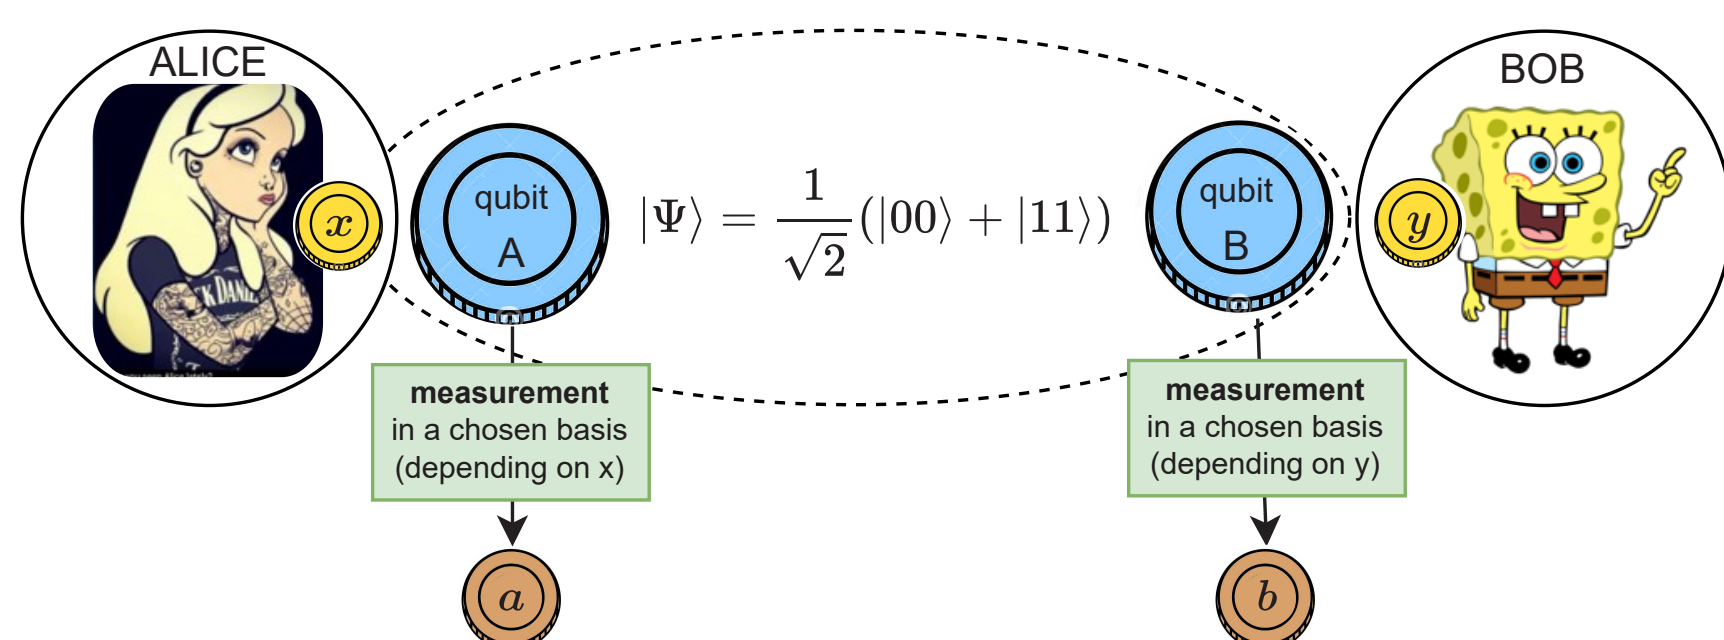 ALICE
BOB
x
qubit
A
|Ψ⟩ = 1/√2 (|00⟩ + |11⟩)
qubit
B
y
measurement
in a chosen basis
(depending on x)
measurement
in a chosen basis
(depending on y)
a
b